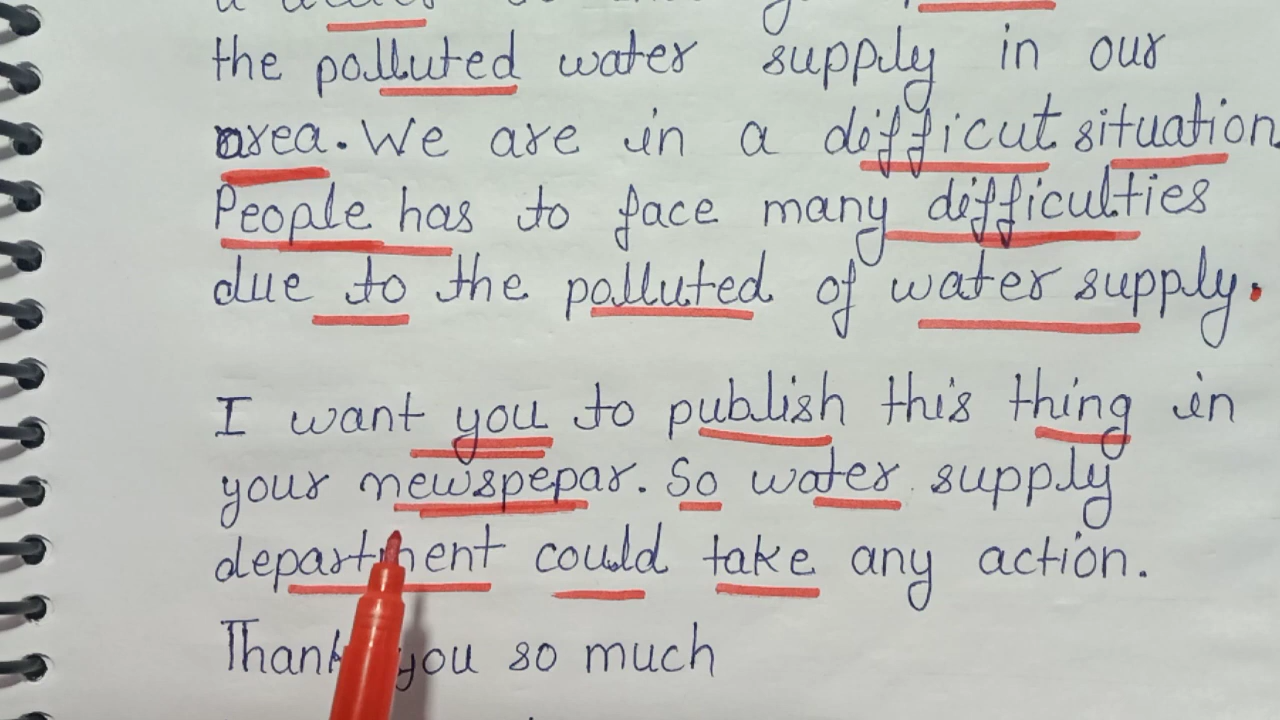 the polluted water supply in our
area. We are in a difficut situation
People has to face many difficulties
due to the polluted of water supply.
I want you to publish this thing in
your newspepar. So water supply
department could take any action.
Thank you so much